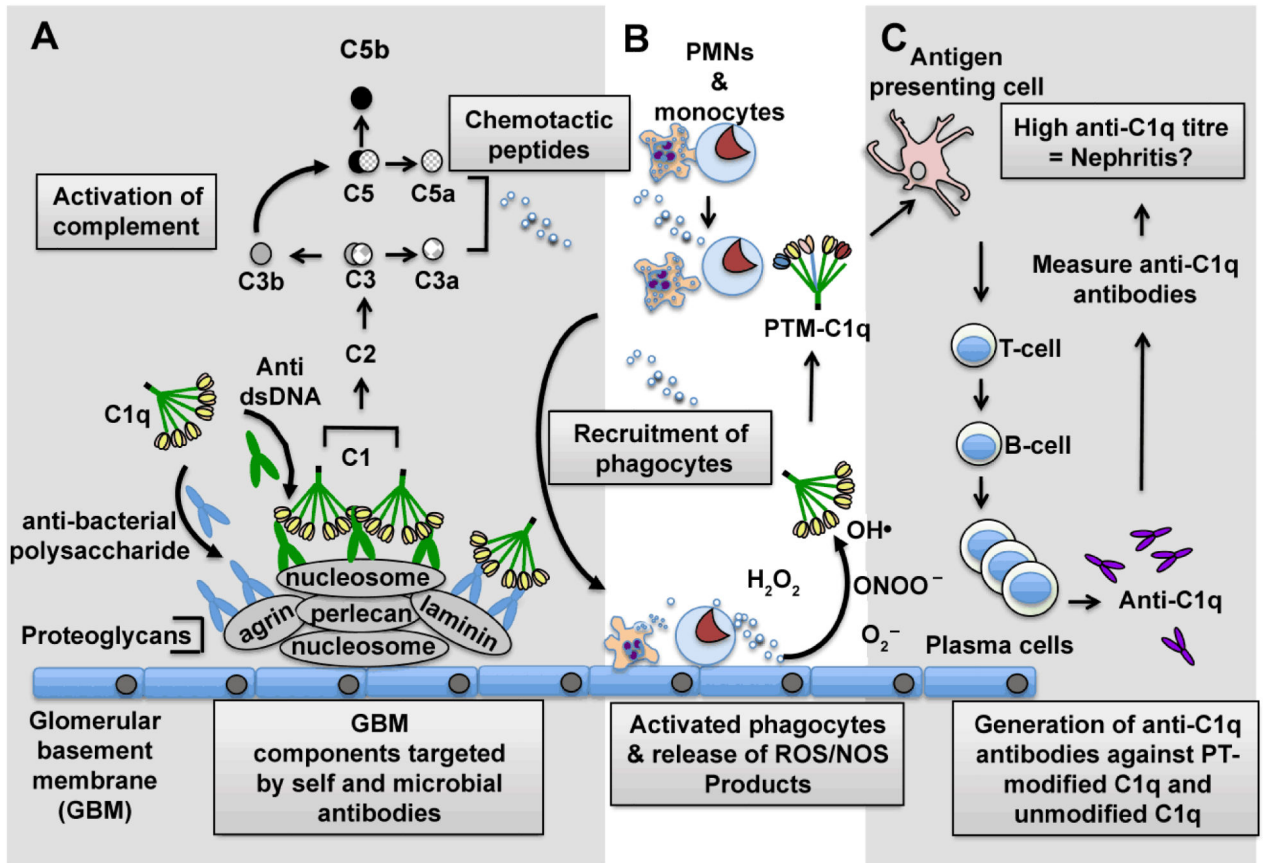 A
C5b
C5
C5a
Chemotactic
peptides
Activation of
complement
C3b
C3
C3a
C2
Anti
dsDNA
C1q
C1
anti-bacterial
polysaccharide
nucleosome
agrin
perlecan
laminin
nucleosome
Proteoglycans
Glomerular
basement
membrane
(GBM)
GBM
components targeted
by self and microbial
antibodies
B
PMNs
&
monocytes
PTM-C1q
Recruitment of
phagocytes
OH•
H₂O₂
ONOO⁻
O₂⁻
Activated phagocytes
& release of ROS/NOS
Products
C
Antigen
presenting cell
High anti-C1q titre
= Nephritis?
Measure anti-C1q
antibodies
T-cell
B-cell
Anti-C1q
Plasma cells
Generation of anti-C1q
antibodies against PT-
modified C1q and
unmodified C1q